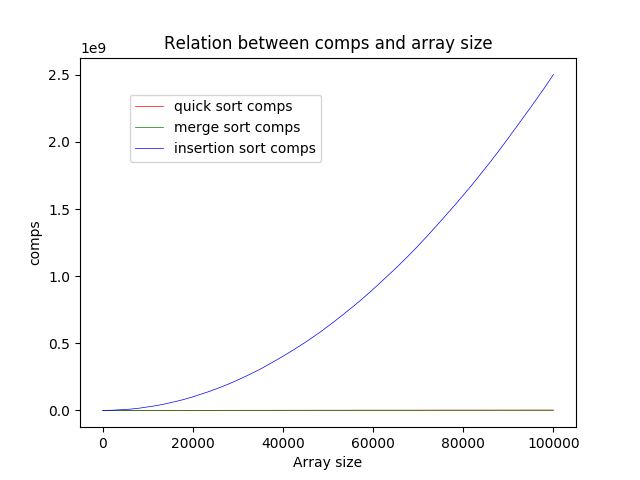 Relation between comps and array size
1e9
2.5
quick sort comps
merge sort comps
insertion sort comps
2.0
1.5
1.0
0.5
0.0
comps
0 20000 40000 60000 80000 100000
Array size